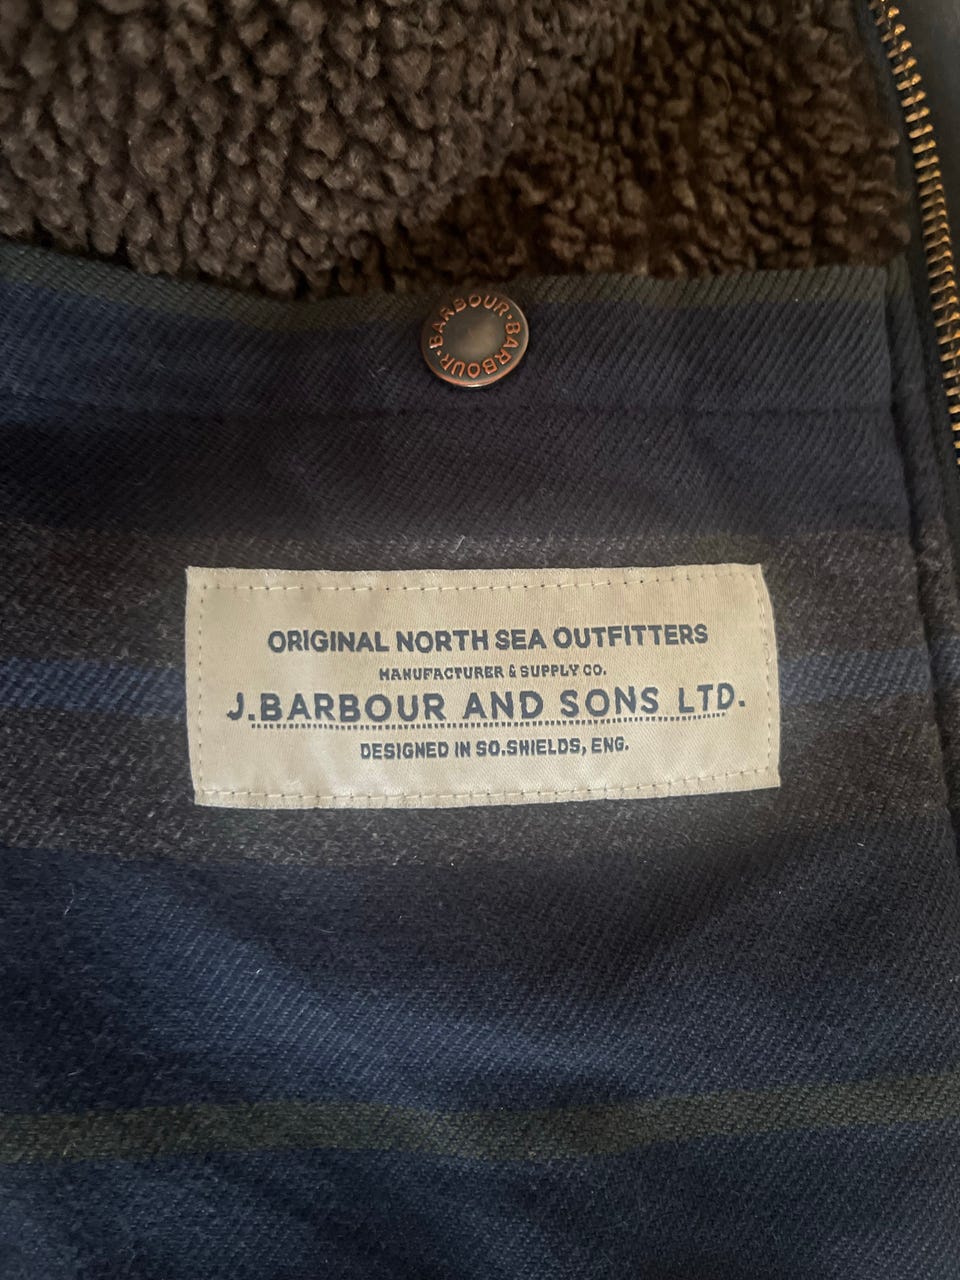 BARBOUR · BARBOUR ·
ORIGINAL NORTH SEA OUTFITTERS
MANUFACTURER & SUPPLY CO.
J.BARBOUR AND SONS LTD.
DESIGNED IN SO.SHIELDS, ENG.